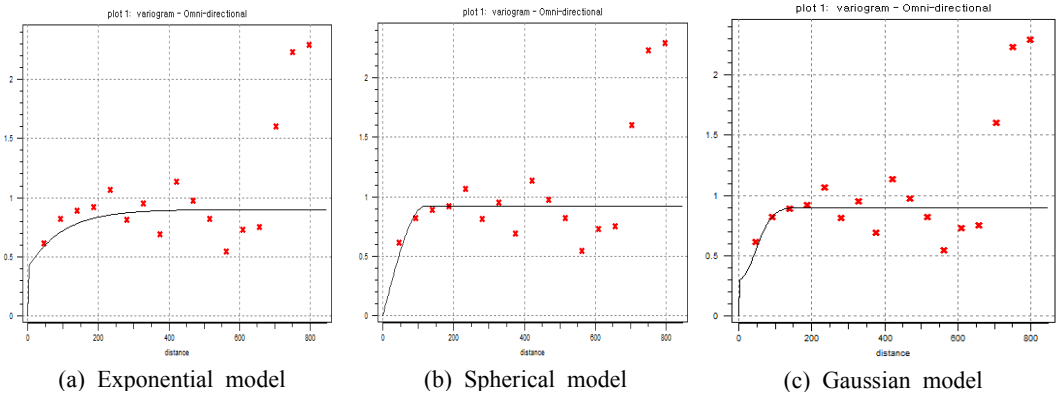 plot 1: variogram - Omni-directional
2
1.5
1
0.5
0
0 200 400 600 800
distance
(a) Exponential model
plot 1: variogram - Omni-directional
2
1.5
1
0.5
0
0 200 400 600 800
distance
(b) Spherical model
plot 1: variogram - Omni-directional
2
1.5
1
0.5
0
0 200 400 600 800
distance
(c) Gaussian model